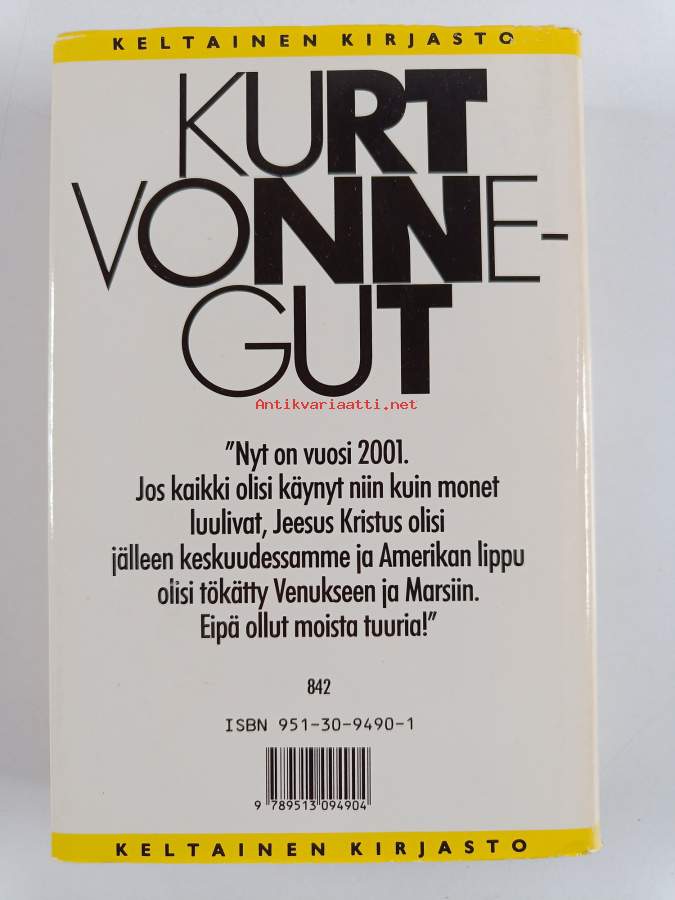 KELTAINEN KIRJASTO
KURT
VONNE-
GUT
Antikvariaatti.net
"Nyt on vuosi 2001.
Jos kaikki olisi käynyt niin kuin monet
luulivat, Jeesus Kristus olisi
jälleen keskuudessamme ja Amerikan lippu
olisi tökätty Venukseen ja Marsiin.
Eipä ollut moista tuuria!"
842
ISBN 951-30-9490-1
9 789513 094904
KELTAINEN KIRJASTO